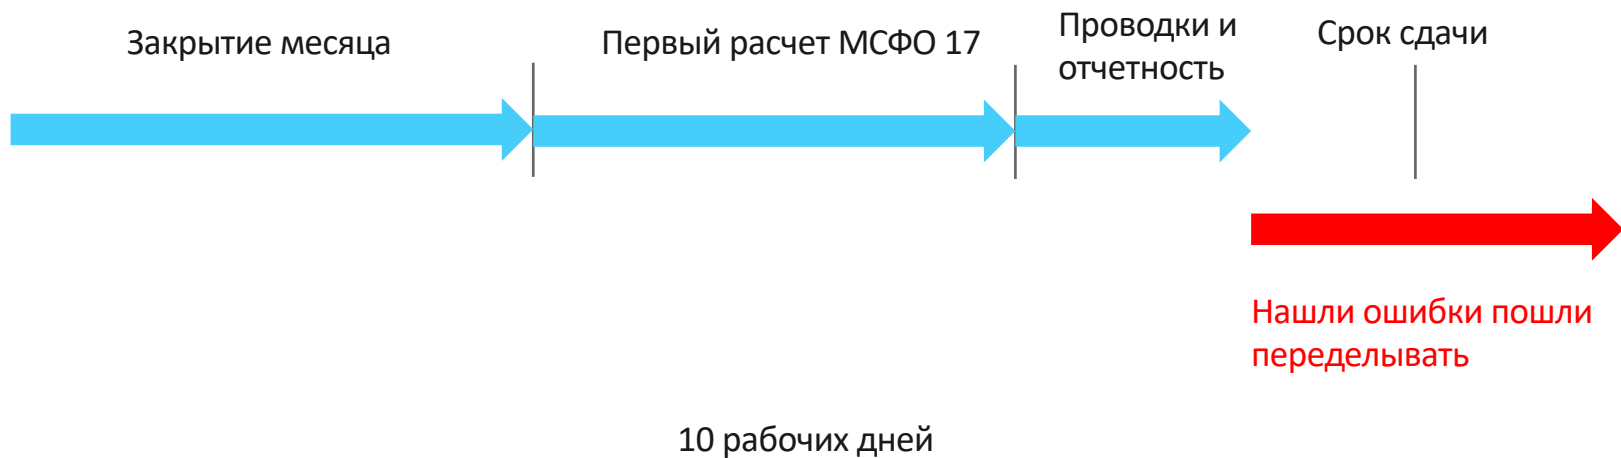 Закрытие месяца
Первый расчет МСФО 17
Проводки и
отчетность
Срок сдачи
Нашли ошибки пошли
переделывать
10 рабочих дней